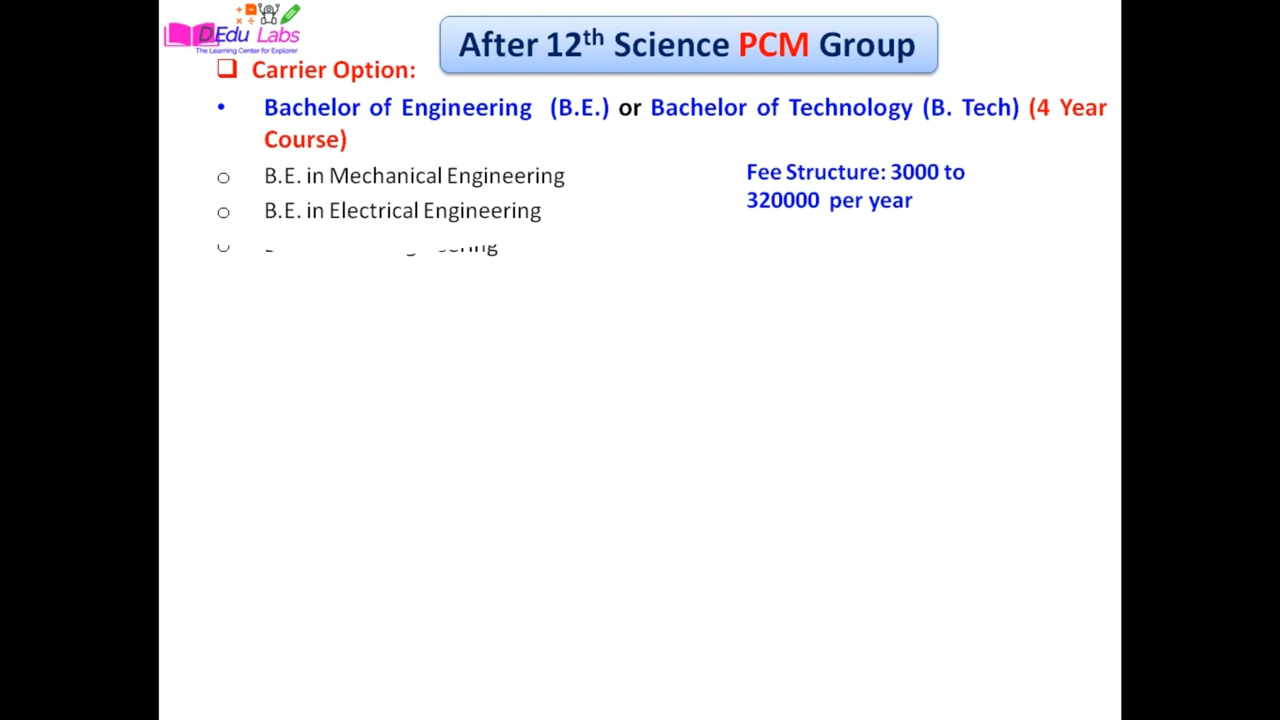 DEdu Labs
The Learning Center for Explorer
After 12th Science PCM Group
Carrier Option:
Bachelor of Engineering (B.E.) or Bachelor of Technology (B. Tech) (4 Year
Course)
B.E. in Mechanical Engineering
B.E. in Electrical Engineering
Fee Structure: 3000 to
320000 per year